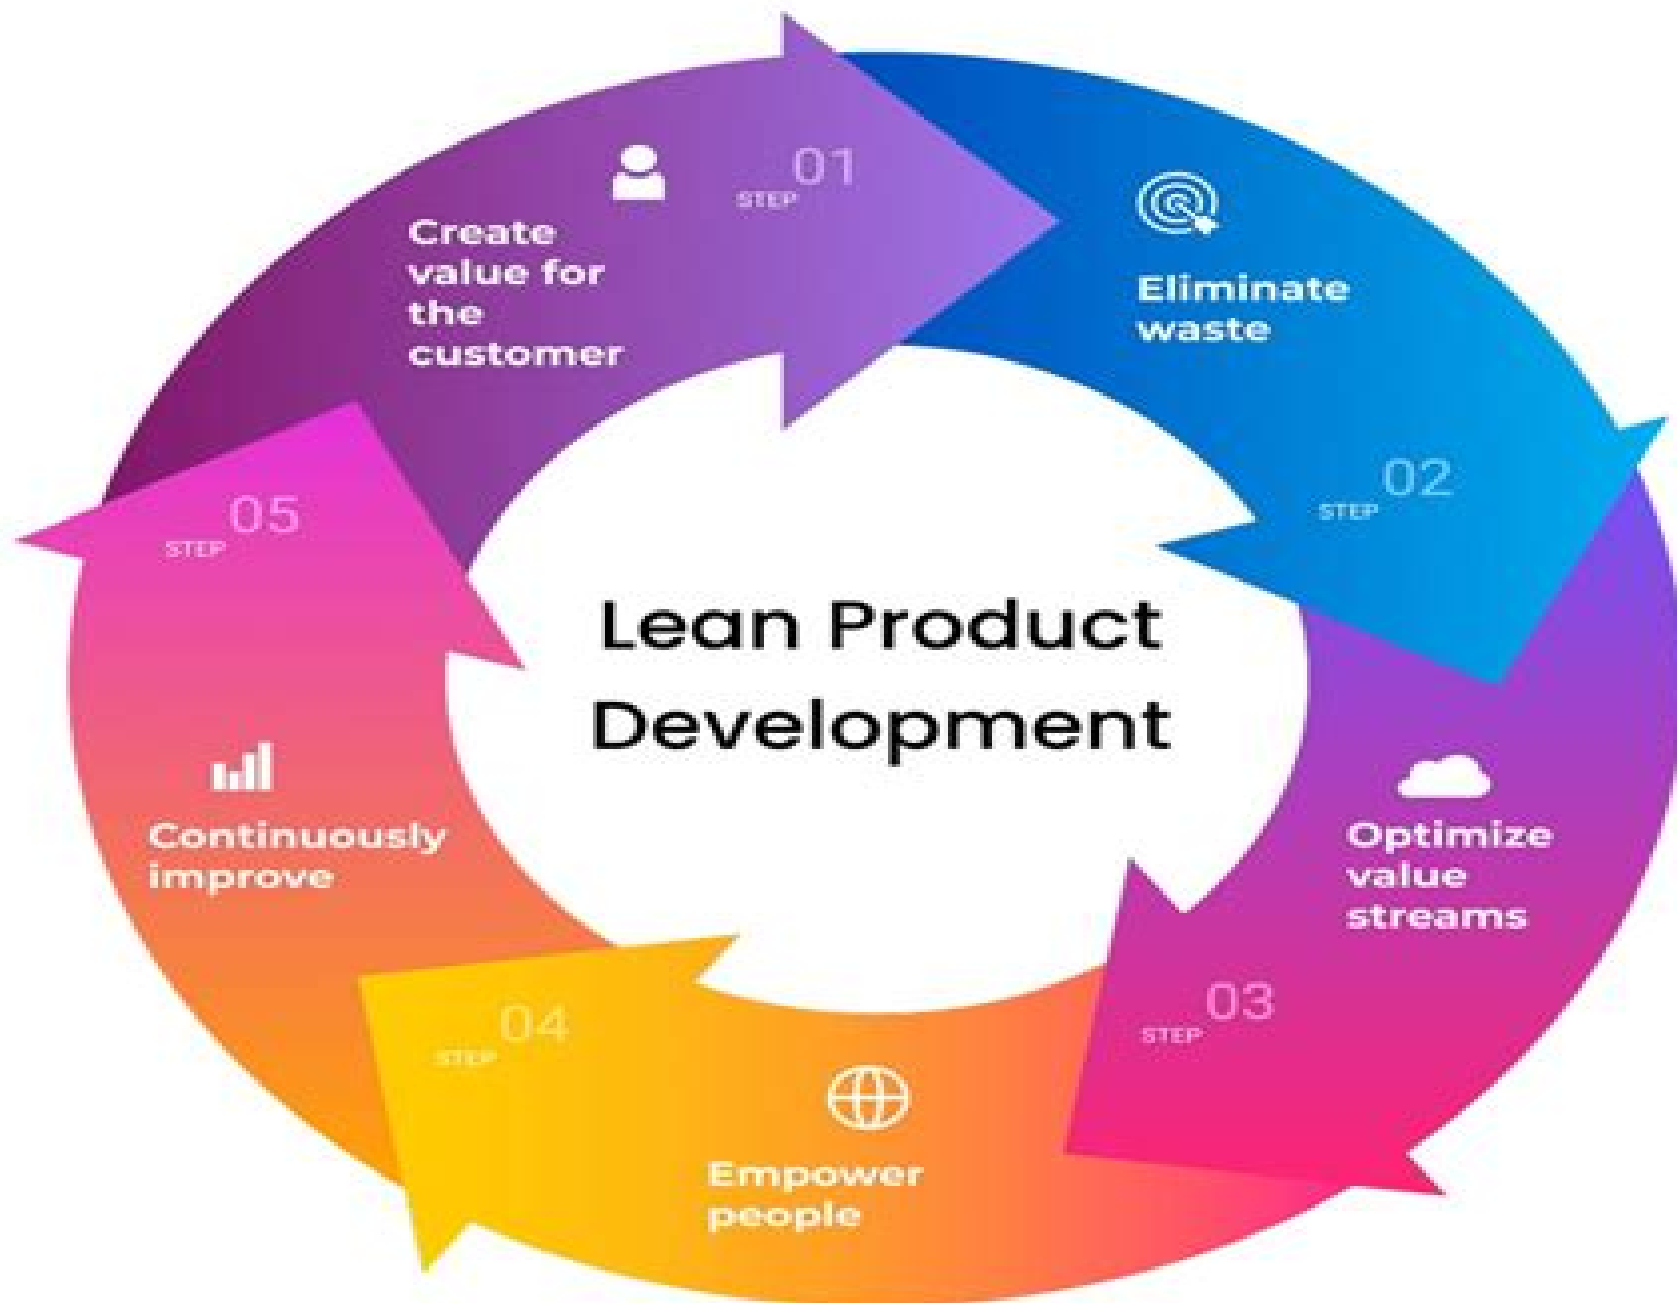 01
STEP
Create
value for
the
customer
Eliminate
waste
02
STEP
Optimize
value
streams
03
STEP
04
STEP
Empower
people
05
STEP
Continuously
improve
Lean Product
Development